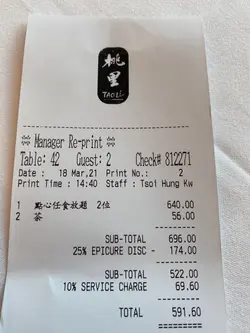 桃里
TAO LI
※ Manager Re-print ※
Table: 42 Guest: 2 Check# 812271
Date : 18 Mar,21 Print No.: 2
Print Time : 14:40 Staff : Tsoi Hung Kw
1 點心任食放題 2位 640.00
2 茶 56.00
SUB-TOTAL 696.00
25% EPICURE DISC - 174.00
SUB-TOTAL 522.00
10% SERVICE CHARGE 69.60
TOTAL 591.60